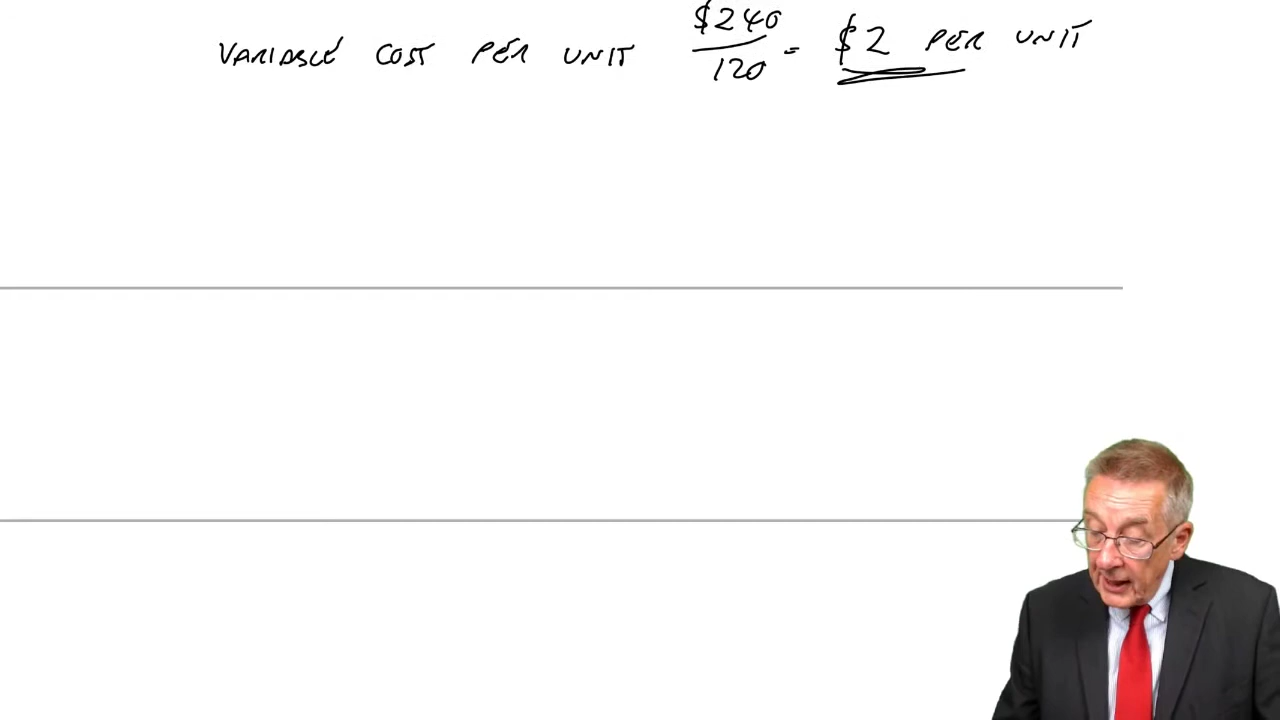 VARIABLE COST PER UNIT $240/120 = $2 PER UNIT